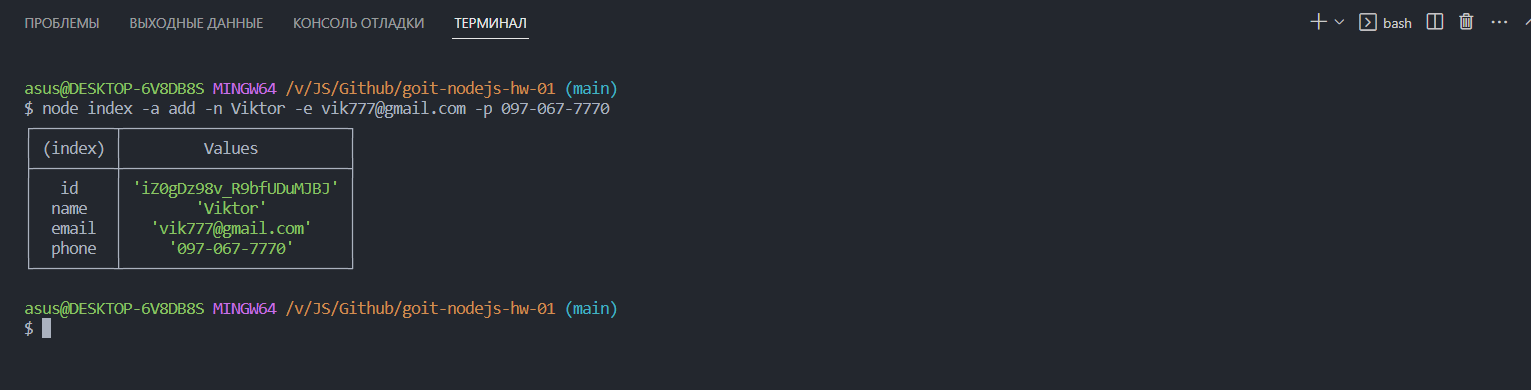 ПРОБЛЕМЫ ВЫХОДНЫЕ ДАННЫЕ КОНСОЛЬ ОТЛАДКИ ТЕРМИНАЛ bash
asus@DESKTOP-6V8DB8S MINGW64 /v/JS/Github/goit-nodejs-hw-01 (main)
$ node index -a add -n Viktor -e vik777@gmail.com -p 097-067-7770
(index) Values
id 'iZ0gDz98v_R9bfUDuMJBJ'
name 'Viktor'
email 'vik777@gmail.com'
phone '097-067-7770'
asus@DESKTOP-6V8DB8S MINGW64 /v/JS/Github/goit-nodejs-hw-01 (main)
$